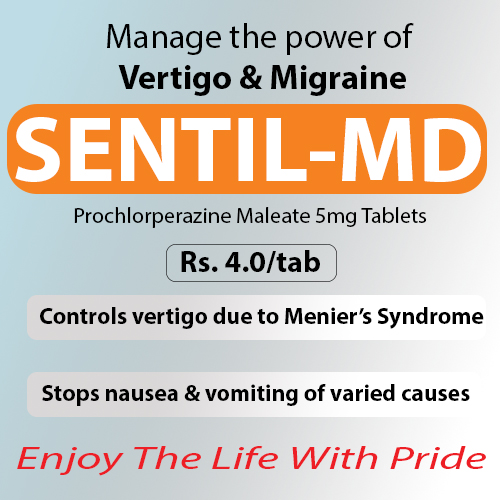 Manage the power of
Vertigo & Migraine
SENTIL-MD
Prochlorperazine Maleate 5mg Tablets
Rs. 4.0/tab
Controls vertigo due to Menier’s Syndrome
Stops nausea & vomiting of varied causes
Enjoy The Life With Pride